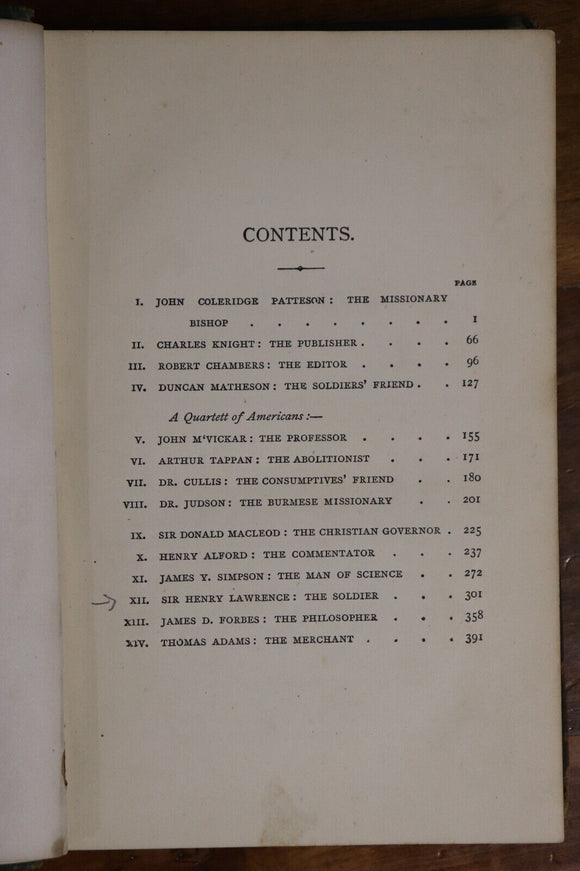 CONTENTS.
PAGE
I. JOHN COLERIDGE PATTESON: THE MISSIONARY
BISHOP . . . . . . . . 1
II. CHARLES KNIGHT: THE PUBLISHER . . . . 66
III. ROBERT CHAMBERS: THE EDITOR . . . . 96
IV. DUNCAN MATHESON: THE SOLDIERS' FRIEND . . 127
A Quartett of Americans:—
V. JOHN M‘VICKAR: THE PROFESSOR . . . . 155
VI. ARTHUR TAPPAN: THE ABOLITIONIST . . . 171
VII. DR. CULLIS: THE CONSUMPTIVES' FRIEND . . 180
VIII. DR. JUDSON: THE BURMESE MISSIONARY . . 201
IX. SIR DONALD MACLEOD: THE CHRISTIAN GOVERNOR . 225
X. HENRY ALFORD: THE COMMENTATOR . . . 237
XI. JAMES Y. SIMPSON: THE MAN OF SCIENCE . . 272
XII. SIR HENRY LAWRENCE: THE SOLDIER . . . 301
XIII. JAMES D. FORBES: THE PHILOSOPHER . . . 358
XIV. THOMAS ADAMS: THE MERCHANT . . . . 391